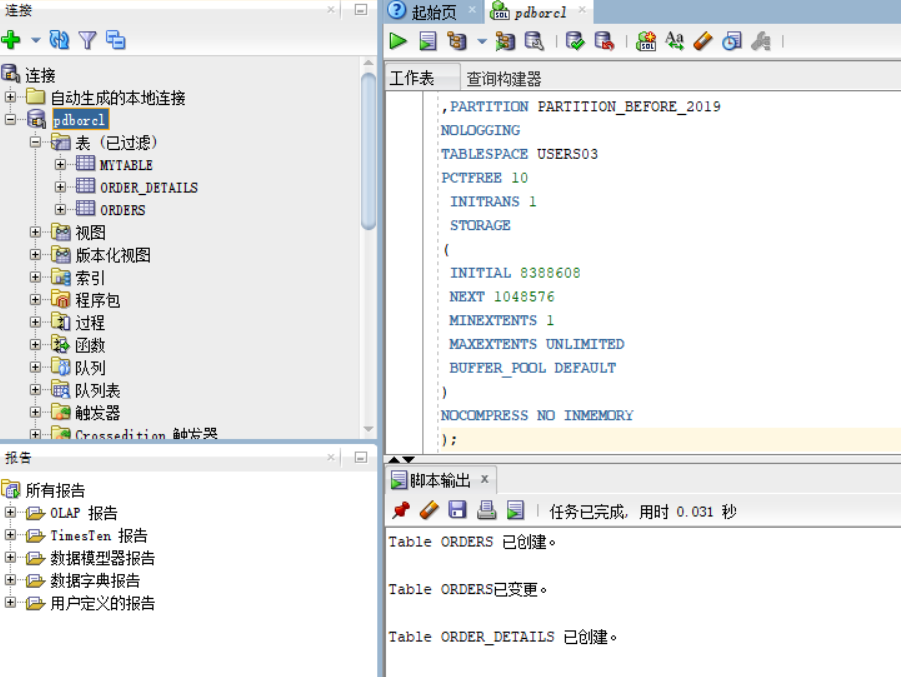 连接
连接
自动生成的本地连接
pdborcl
表 (已过滤)
MYTABLE
ORDER_DETAILS
ORDERS
视图
版本化视图
索引
程序包
过程
函数
队列
队列表
触发器
Crossedition 触发器
报告
所有报告
OLAP 报告
TimesTen 报告
数据模型器报告
数据字典报告
用户定义的报告
起始页
pdborcl
工作表
查询构建器
,PARTITION PARTITION_BEFORE_2019
NOLOGGING
TABLESPACE USERS03
PCTFREE 10
INITRANS 1
STORAGE
(
INITIAL 8388608
NEXT 1048576
MINEXTENTS 1
MAXEXTENTS UNLIMITED
BUFFER_POOL DEFAULT
)
NOCOMPRESS NO INMEMORY
);
脚本输出
任务已完成, 用时 0.031 秒
Table ORDERS 已创建。
Table ORDERS已变更。
Table ORDER_DETAILS 已创建。